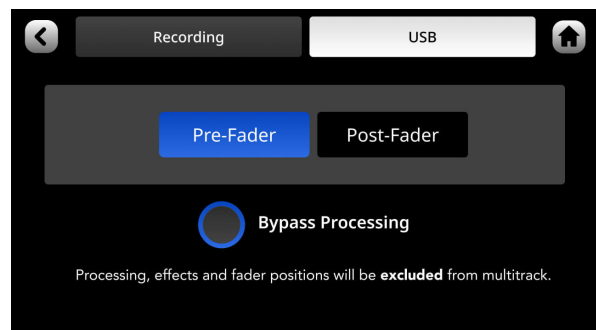 Recording
USB
Pre-Fader
Post-Fader
Bypass Processing
Processing, effects and fader positions will be excluded from multitrack.